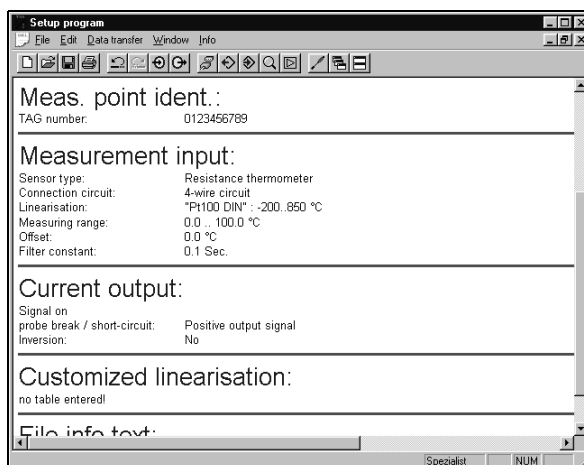 Setup program
File Edit Data transfer Window Info
Meas. point ident.:
TAG number: 0123456789
Measurement input:
Sensor type: Resistance thermometer
Connection circuit: 4-wire circuit
Linearisation: "Pt100 DIN" : -200..850 °C
Measuring range: 0.0 .. 100.0 °C
Offset: 0.0 °C
Filter constant: 0.1 Sec.
Current output:
Signal on
probe break / short-circuit: Positive output signal
Inversion: No
Customized linearisation:
no table entered!
File info text:
Spezialist NUM